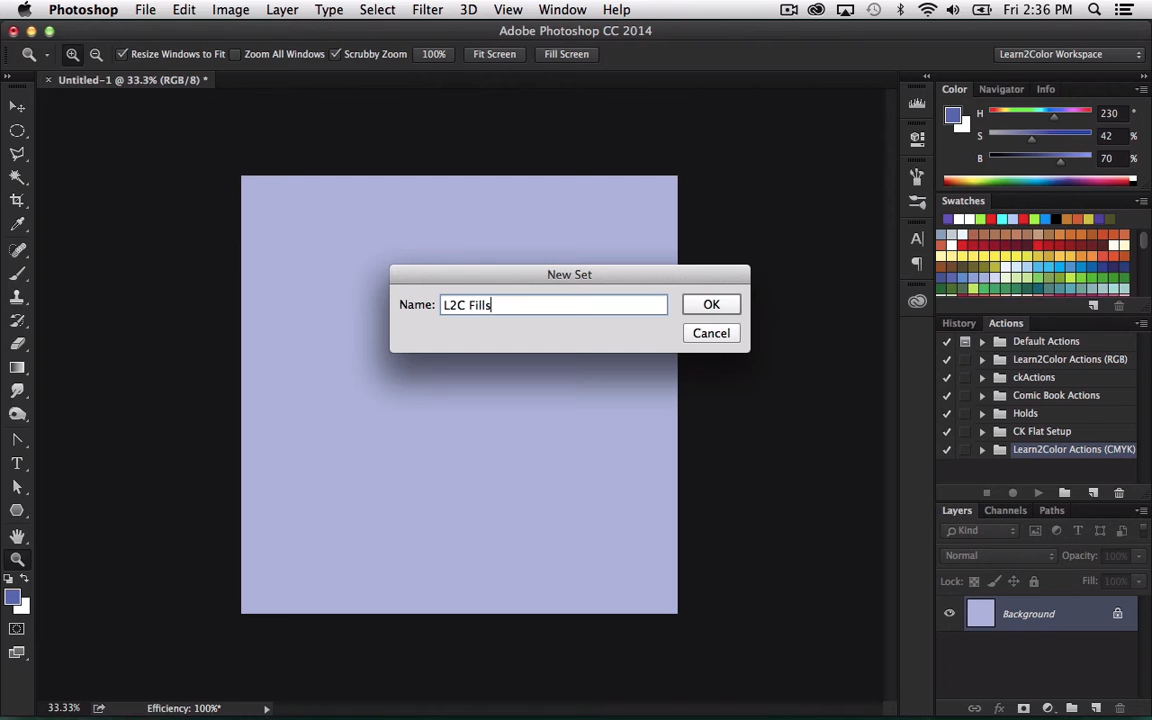 Photoshop File Edit Image Layer Type Select Filter 3D View Window Help Fri 2:36 PM
Adobe Photoshop CC 2014
Resize Windows to Fit Zoom All Windows Scrubby Zoom 100% Fit Screen Fill Screen Learn2Color Workspace
Untitled-1 @ 33.3% (RGB/8) *
Color Navigator Info
H 230 °
S 42 %
B 70 %
Swatches
New Set
Name: L2C Fills OK
Cancel
History Actions
Default Actions
Learn2Color Actions (RGB)
ckActions
Comic Book Actions
Holds
CK Flat Setup
Learn2Color Actions (CMYK)
Layers Channels Paths
Kind
Normal Opacity: 100%
Lock: Fill: 100%
Background
33.33% Efficiency: 100%*